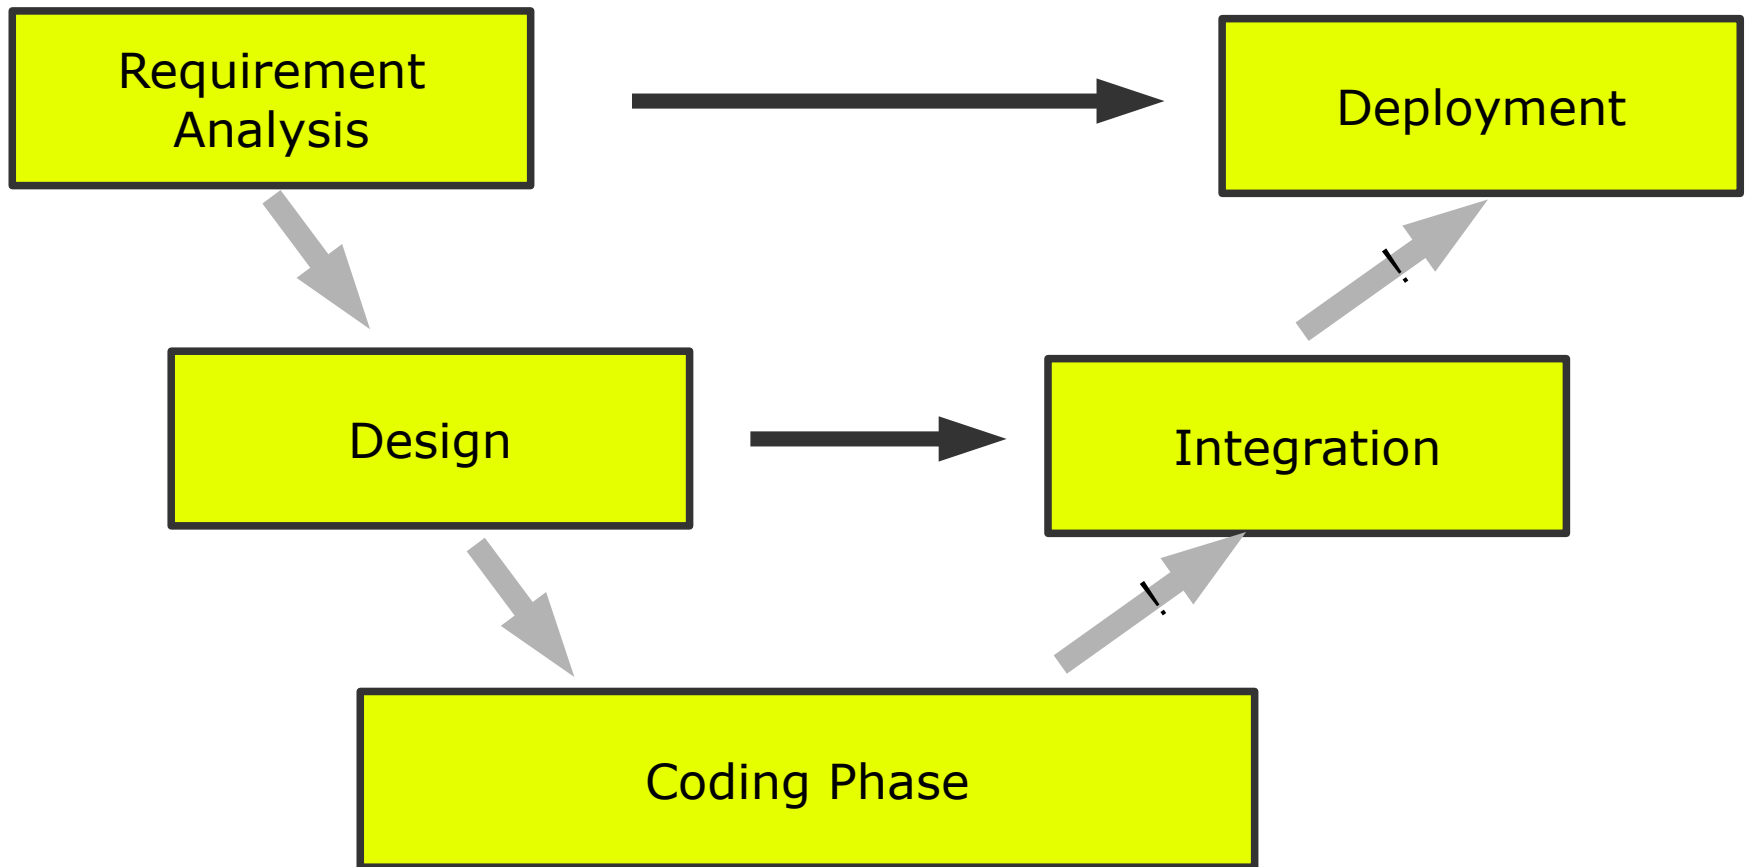 Requirement
Analysis
Deployment
Design
Integration
Coding Phase
!
!